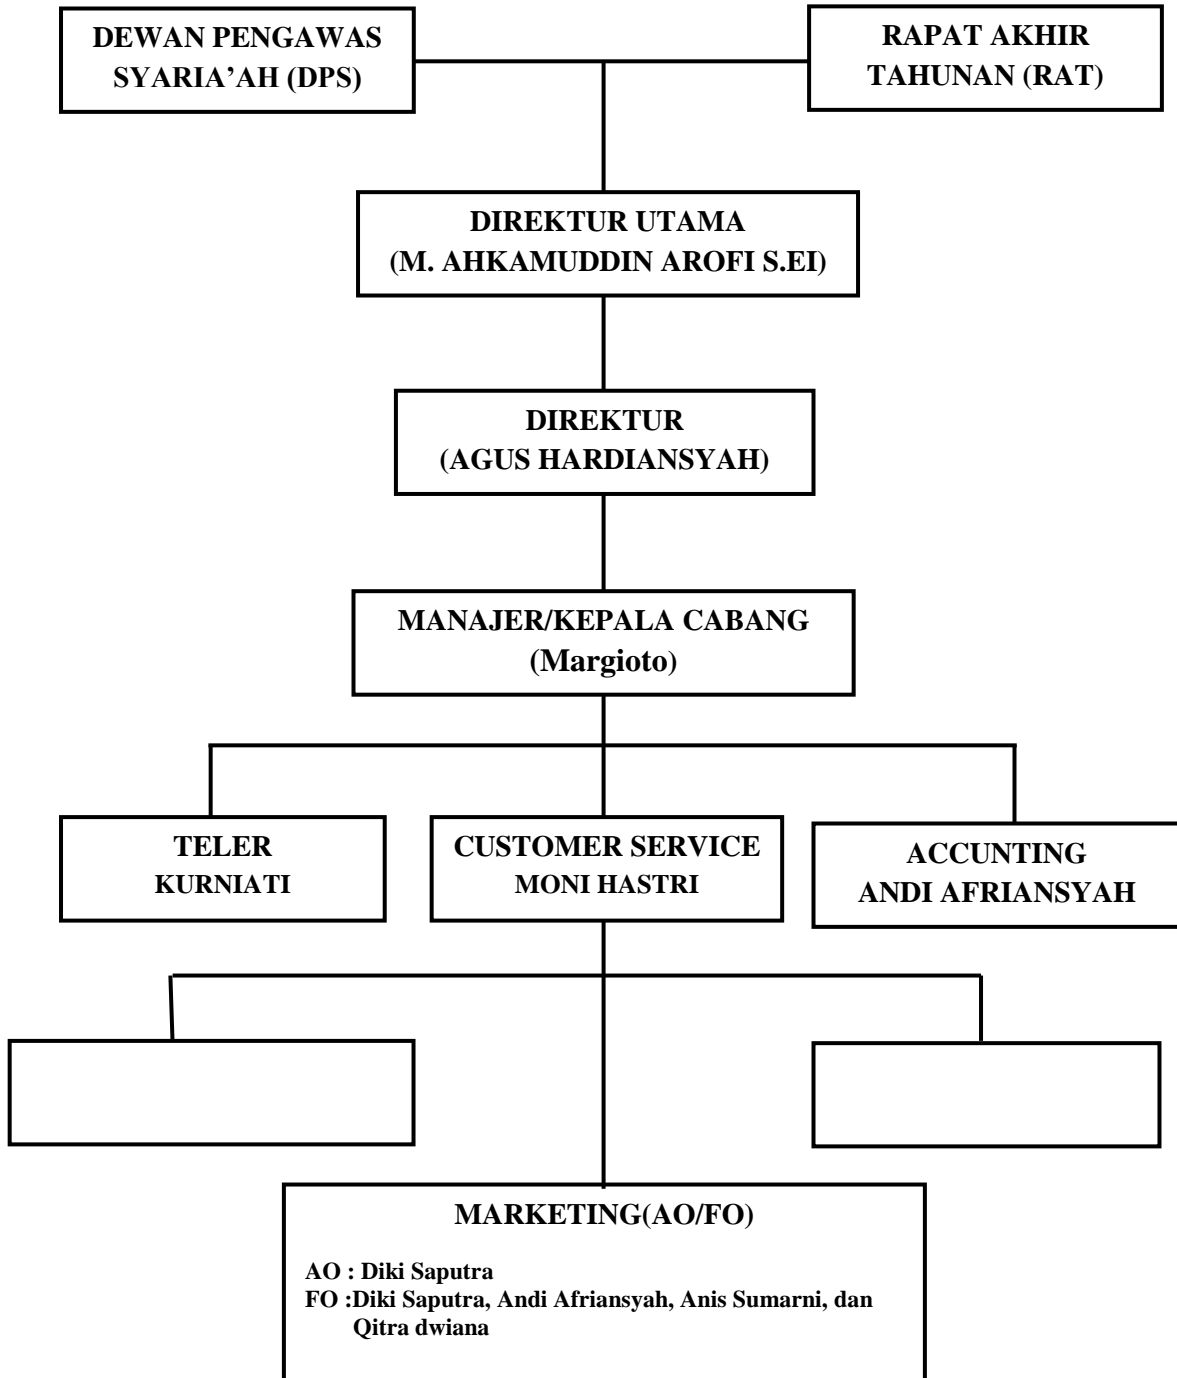 DEWAN PENGAWAS
SYARIA’AH (DPS)
RAPAT AKHIR
TAHUNAN (RAT)
DIREKTUR UTAMA
(M. AHKAMUDDIN AROFI S.EI)
DIREKTUR
(AGUS HARDIANSYAH)
MANAJER/KEPALA CABANG
(Margioto)
TELER
KURNIATI
CUSTOMER SERVICE
MONI HASTRI
ACCUNTING
ANDI AFRIANSYAH
MARKETING(AO/FO)
AO : Diki Saputra
FO :Diki Saputra, Andi Afriansyah, Anis Sumarni, dan
Qitra dwiana